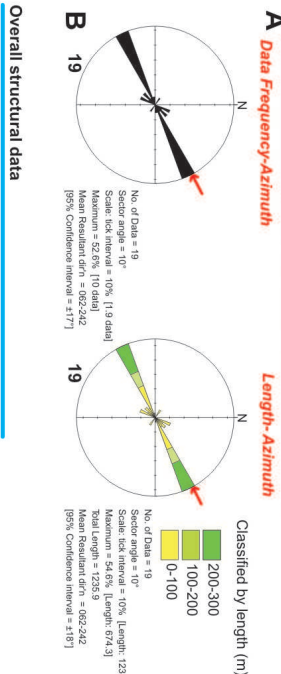 A
Data Frequency-Azimuth
Length- Azimuth
N
N
19
19
B
No. of Data = 19
Sector angle = 10°
Scale: tick interval = 10% [1.9 data]
Maximum = 52.6% [10 data]
Mean Resultant dir'n = 062-242
[95% Confidence interval = ±17°]
Classified by length (m)
200-300
100-200
0-100
No. of Data = 19
Sector angle = 10°
Scale: tick interval = 10% [Length: 123
Maximum = 54.6% [Length: 674.3]
Total Length = 1235.9
Mean Resultant dir'n = 062-242
[95% Confidence interval = ±18°]
Overall structural data